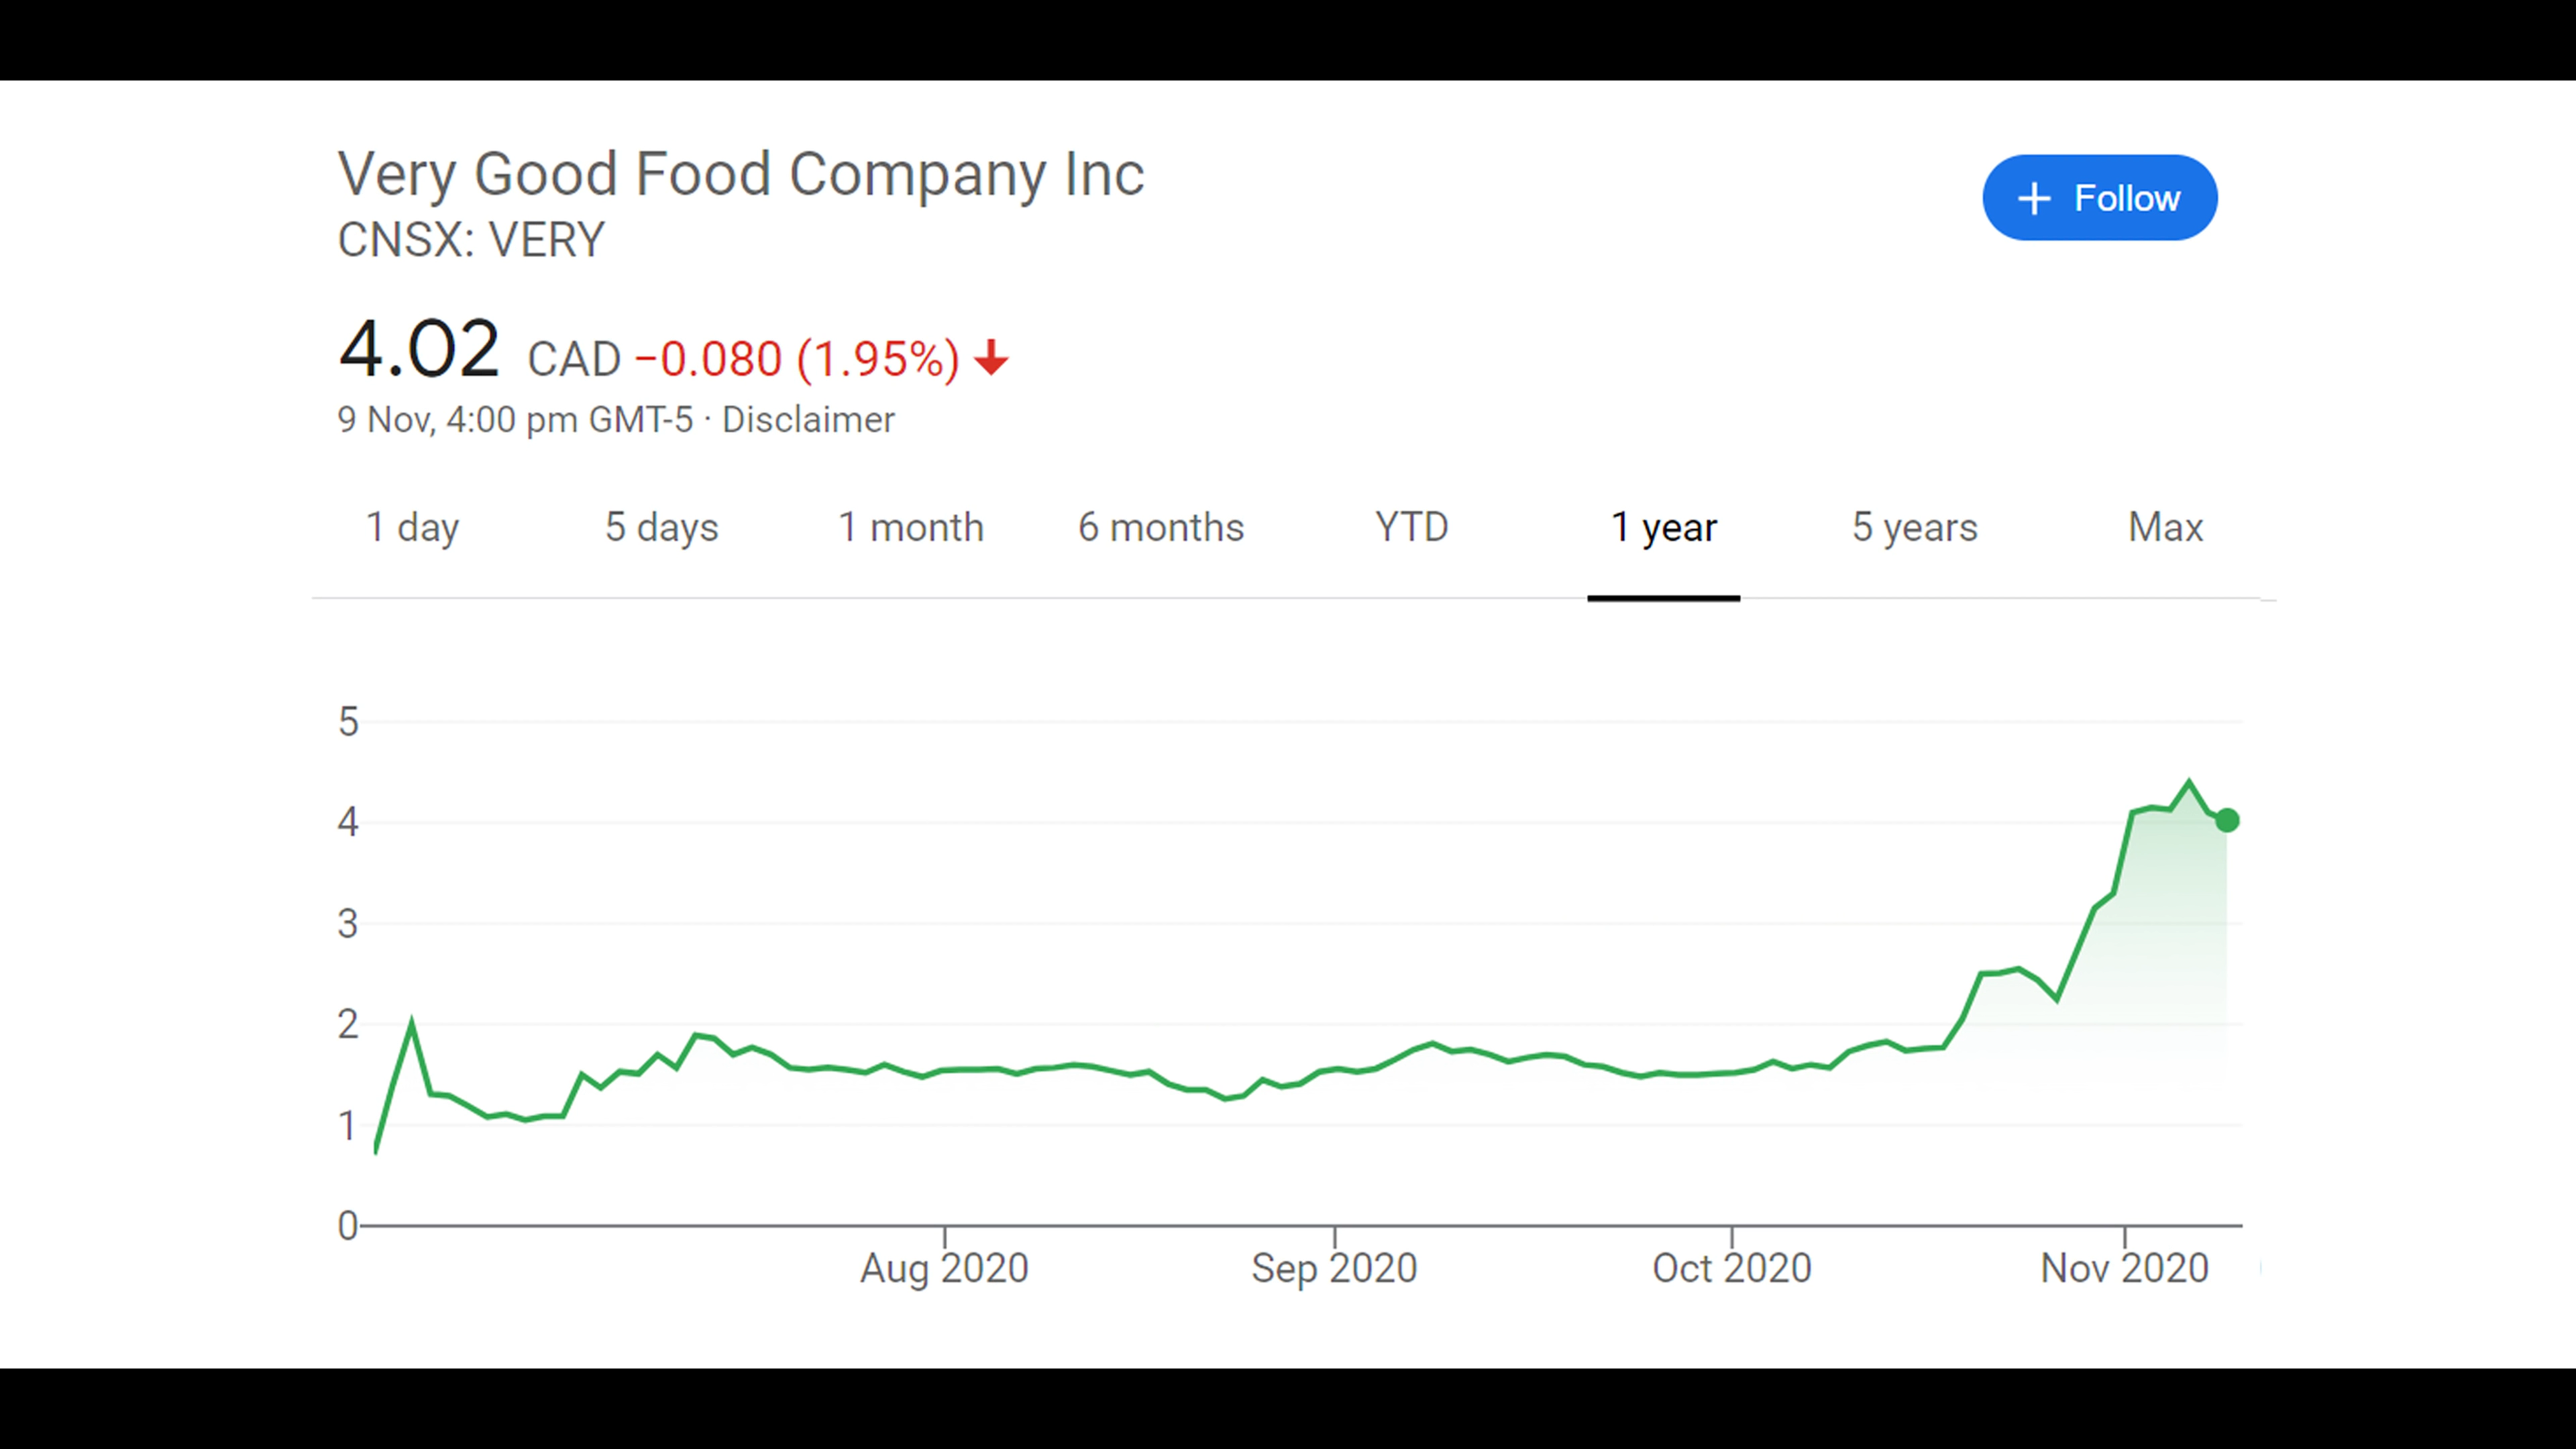 Very Good Food Company Inc
+ Follow
CNSX: VERY
4.02 CAD −0.080 (1.95%)
9 Nov, 4:00 pm GMT-5 · Disclaimer
1 day 5 days 1 month 6 months YTD 1 year 5 years Max
5
4
3
2
1
0
Aug 2020 Sep 2020 Oct 2020 Nov 2020